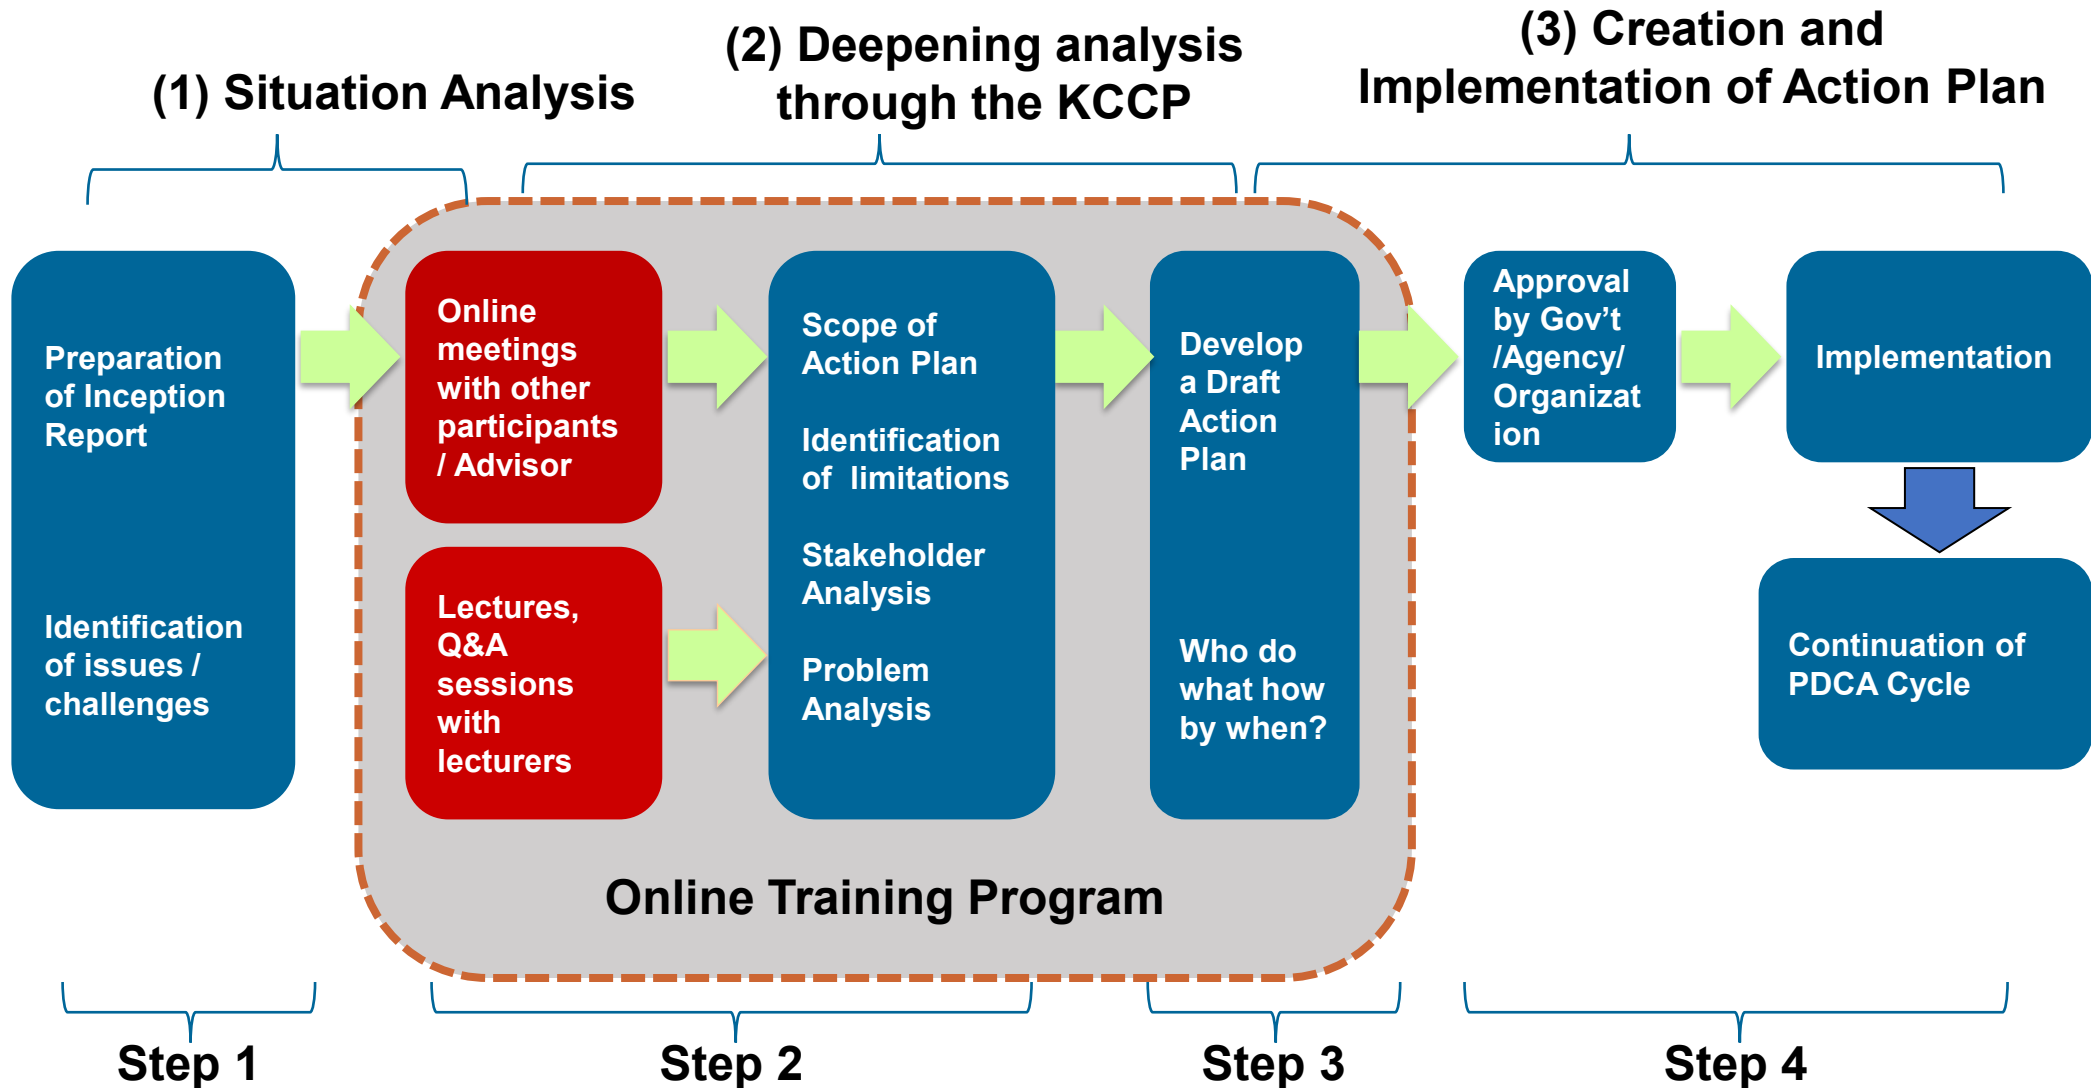 (1) Situation Analysis
(2) Deepening analysis
through the KCCP
(3) Creation and
Implementation of Action Plan
Preparation
of Inception
Report
Identification
of issues /
challenges
Online
meetings
with other
participants
/ Advisor
Lectures,
Q&A
sessions
with
lecturers
Scope of
Action Plan
Identification
of limitations
Stakeholder
Analysis
Problem
Analysis
Develop
a Draft
Action
Plan
Who do
what how
by when?
Approval
by Gov’t
/Agency/
Organizat
ion
Implementation
Continuation of
PDCA Cycle
Online Training Program
Step 1
Step 2
Step 3
Step 4